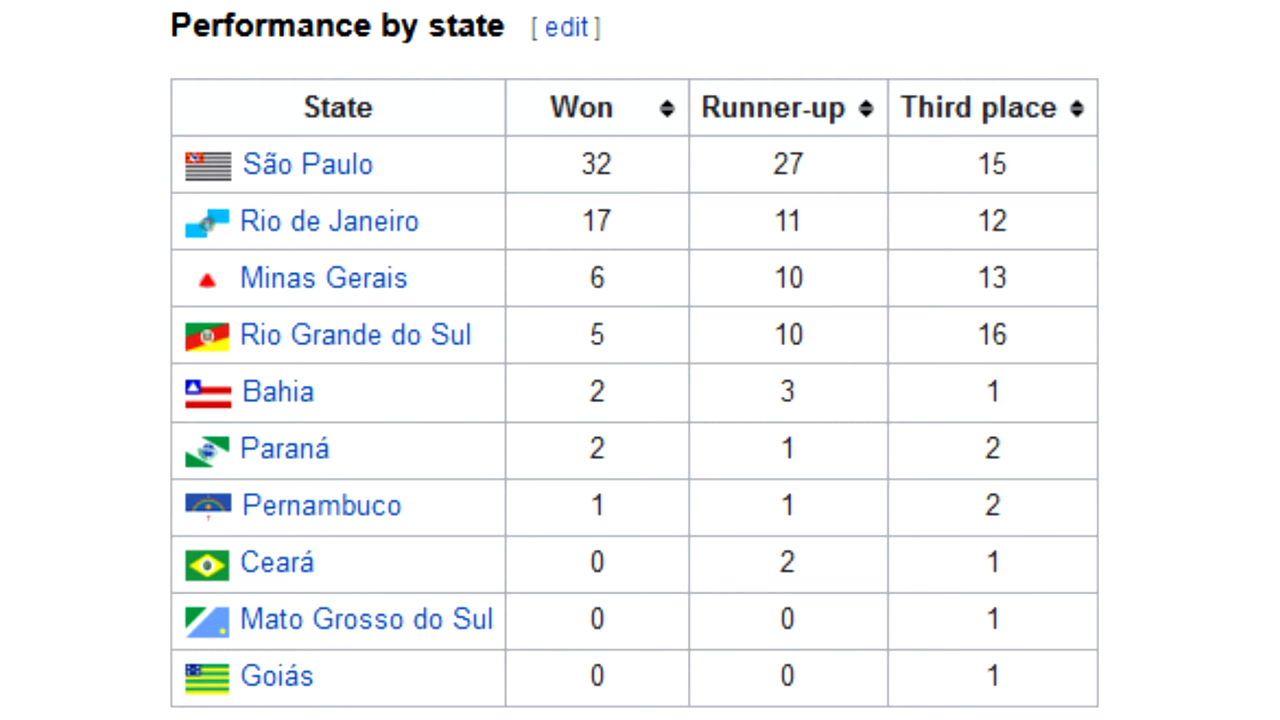 Performance by state [ edit ]
State Won Runner-up Third place
São Paulo 32 27 15
Rio de Janeiro 17 11 12
Minas Gerais 6 10 13
Rio Grande do Sul 5 10 16
Bahia 2 3 1
Paraná 2 1 2
Pernambuco 1 1 2
Ceará 0 2 1
Mato Grosso do Sul 0 0 1
Goiás 0 0 1